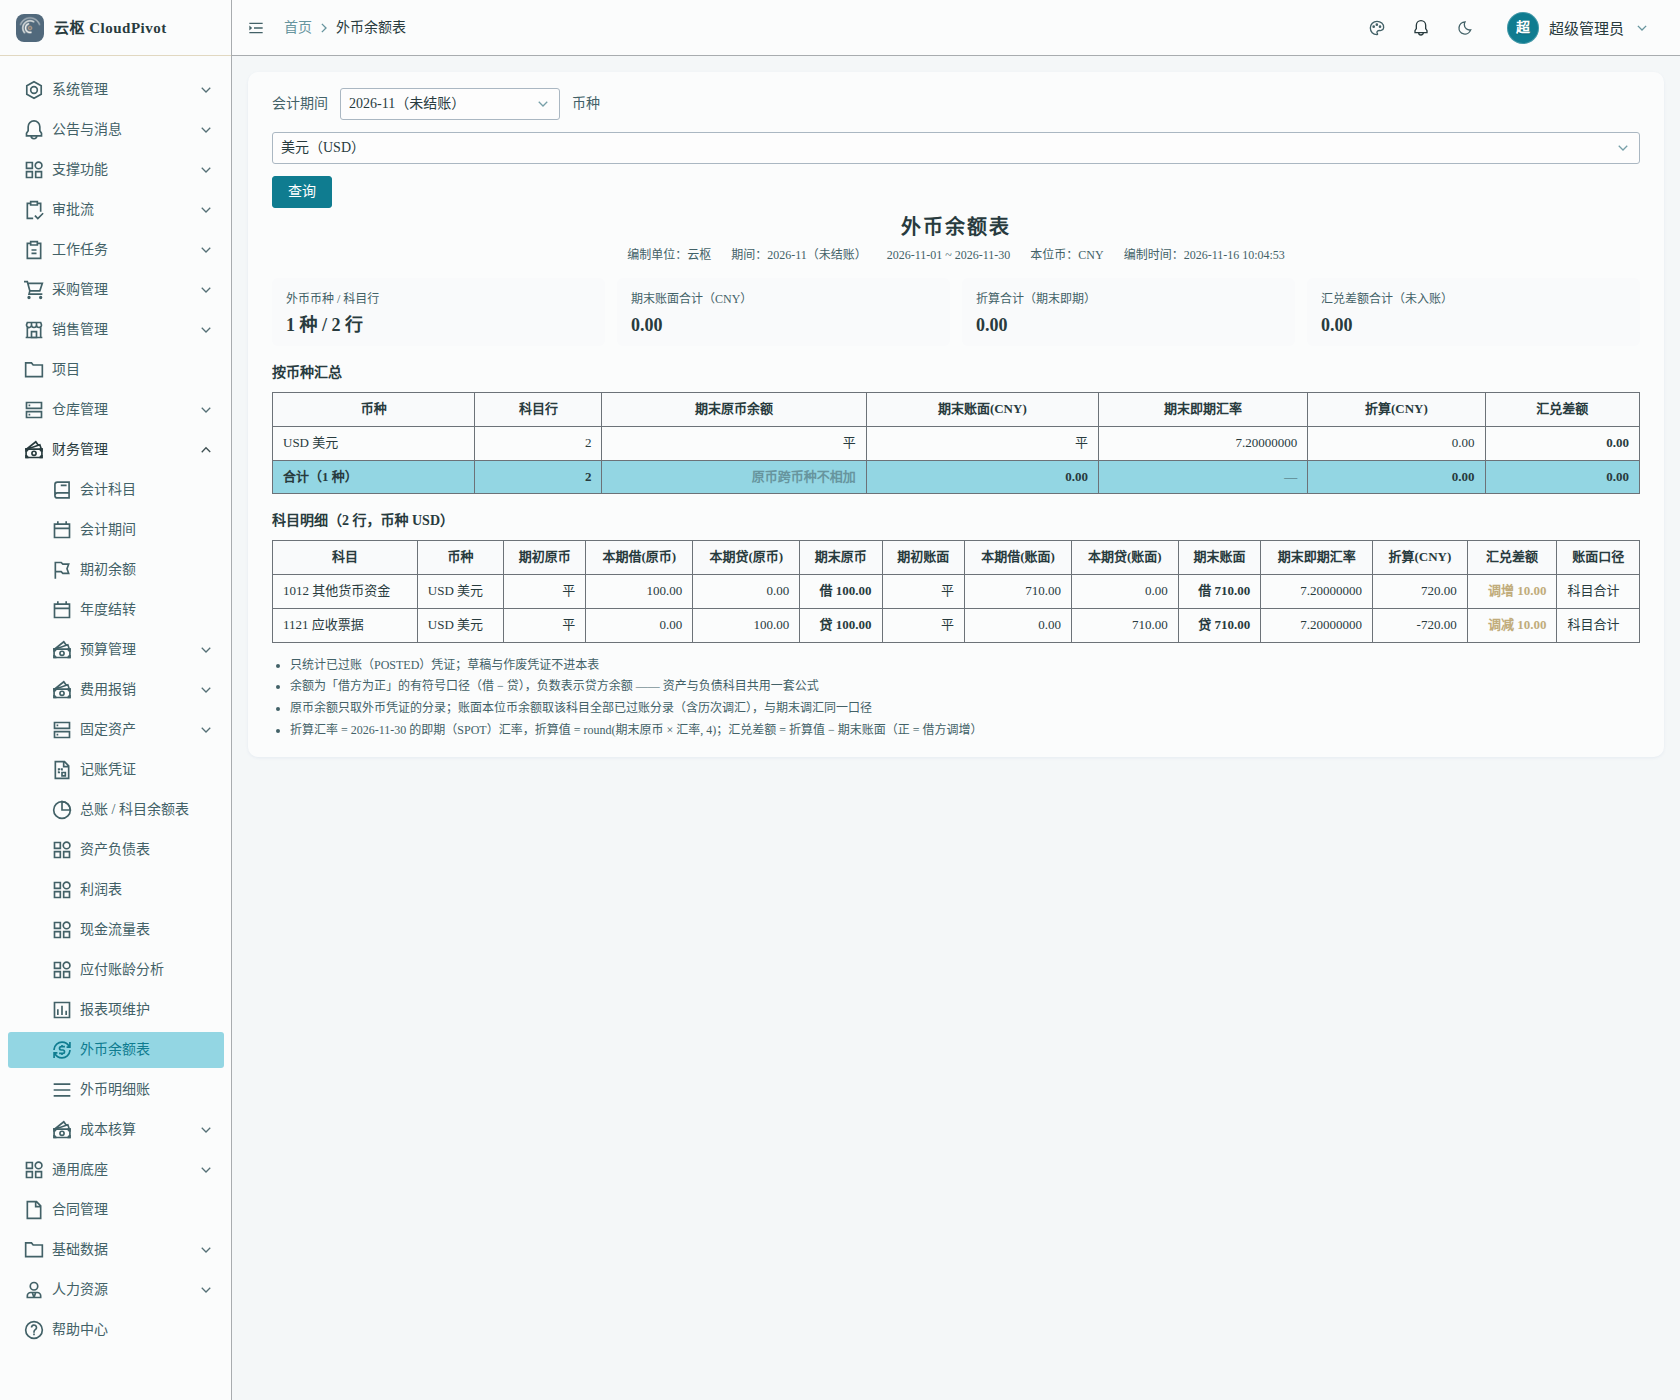 云枢 CloudPivot
首页 > 外币余额表
超 超级管理员
系统管理
公告与消息
支撑功能
审批流
工作任务
采购管理
销售管理
项目
仓库管理
财务管理
会计科目
会计期间
期初余额
年度结转
预算管理
费用报销
固定资产
记账凭证
总账 / 科目余额表
资产负债表
利润表
现金流量表
应付账龄分析
报表项维护
外币余额表
外币明细账
成本核算
通用底座
合同管理
基础数据
人力资源
帮助中心
会计期间 2026-11（未结账） 币种
美元（USD）
查询
外币余额表
编制单位：云枢 期间：2026-11（未结账） 2026-11-01 ~ 2026-11-30 本位币：CNY 编制时间：2026-11-16 10:04:53
外币币种 / 科目行 期末账面合计（CNY） 折算合计（期末即期） 汇兑差额合计（未入账）
1 种 / 2 行 0.00 0.00 0.00
按币种汇总
币种 科目行 期末原币余额 期末账面(CNY) 期末即期汇率 折算(CNY) 汇兑差额
USD 美元 2 平 平 7.20000000 0.00 0.00
合计（1 种） 2 原币跨币种不相加 0.00 — 0.00 0.00
科目明细（2 行，币种 USD）
科目 币种 期初原币 本期借(原币) 本期贷(原币) 期末原币 期初账面 本期借(账面) 本期贷(账面) 期末账面 期末即期汇率 折算(CNY) 汇兑差额 账面口径
1012 其他货币资金 USD 美元 平 100.00 0.00 借 100.00 平 710.00 0.00 借 710.00 7.20000000 720.00 调增 10.00 科目合计
1121 应收票据 USD 美元 平 0.00 100.00 贷 100.00 平 0.00 710.00 贷 710.00 7.20000000 -720.00 调减 10.00 科目合计
• 只统计已过账（POSTED）凭证；草稿与作废凭证不进本表
• 余额为「借方为正」的有符号口径（借 − 贷），负数表示贷方余额 —— 资产与负债科目共用一套公式
• 原币余额只取外币凭证的分录；账面本位币余额取该科目全部已过账分录（含历次调汇），与期末调汇同一口径
• 折算汇率 = 2026-11-30 的即期（SPOT）汇率，折算值 = round(期末原币 × 汇率, 4)；汇兑差额 = 折算值 − 期末账面（正 = 借方调增）